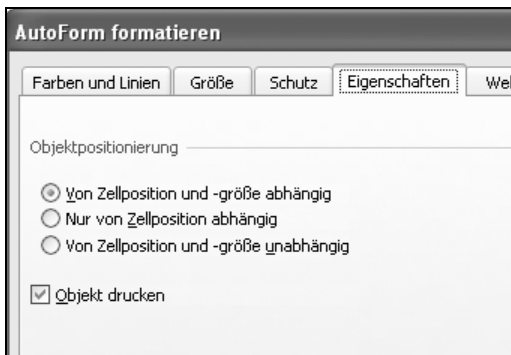 AutoForm formatieren
Farben und Linien Größe Schutz Eigenschaften
Objektpositionierung
Von Zellposition und -größe abhängig
Nur von Zellposition abhängig
Von Zellposition und -größe unabhängig
Objekt drucken